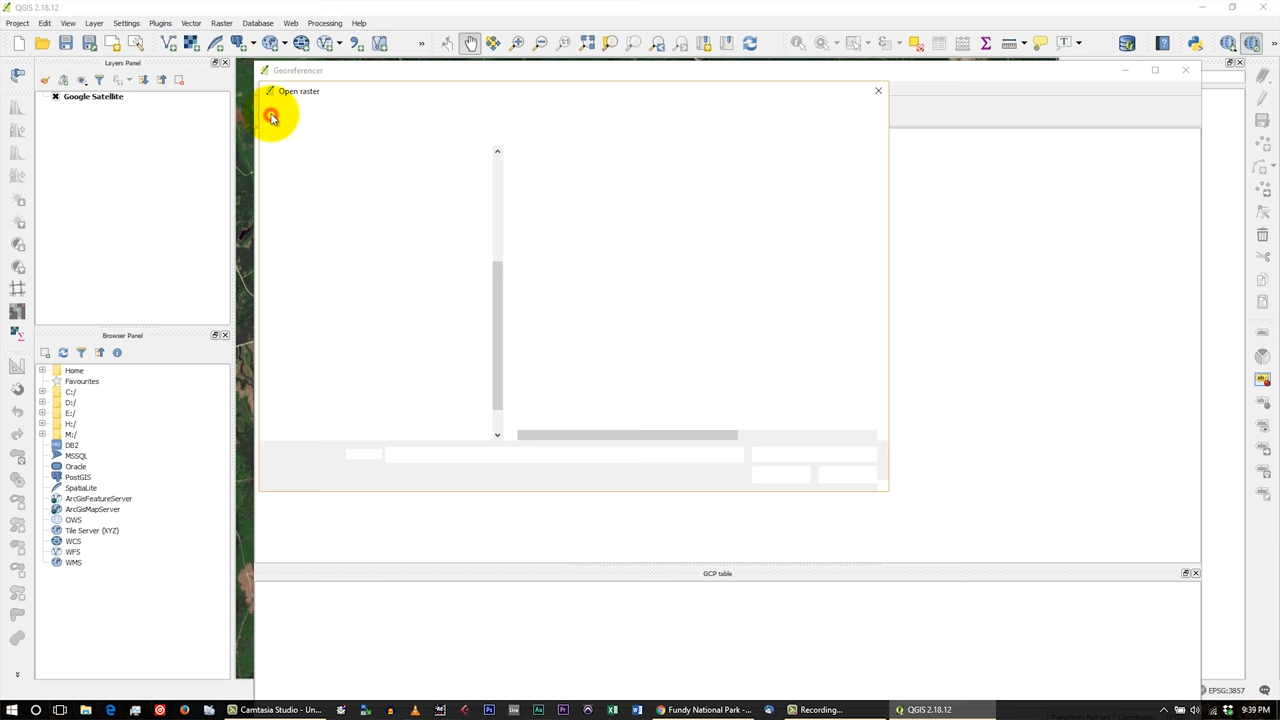 QGIS 2.18.12
Project Edit View Layer Settings Plugins Vector Raster Database Web Processing Help
Layers Panel
Google Satellite
Georeferencer
Open raster
Browser Panel
Home
Favourites
C:/
D:/
E:/
H:/
M:/
DB2
MSSQL
Oracle
PostGIS
SpatiaLite
ArcGisFeatureServer
ArcGisMapServer
OWS
Tile Server (XYZ)
WCS
WFS
WMS
GCP table
EPSG:3857
Camtasia Studio - Un...
Fundy National Park -...
Recording...
QGIS 2.18.12
9:39 PM